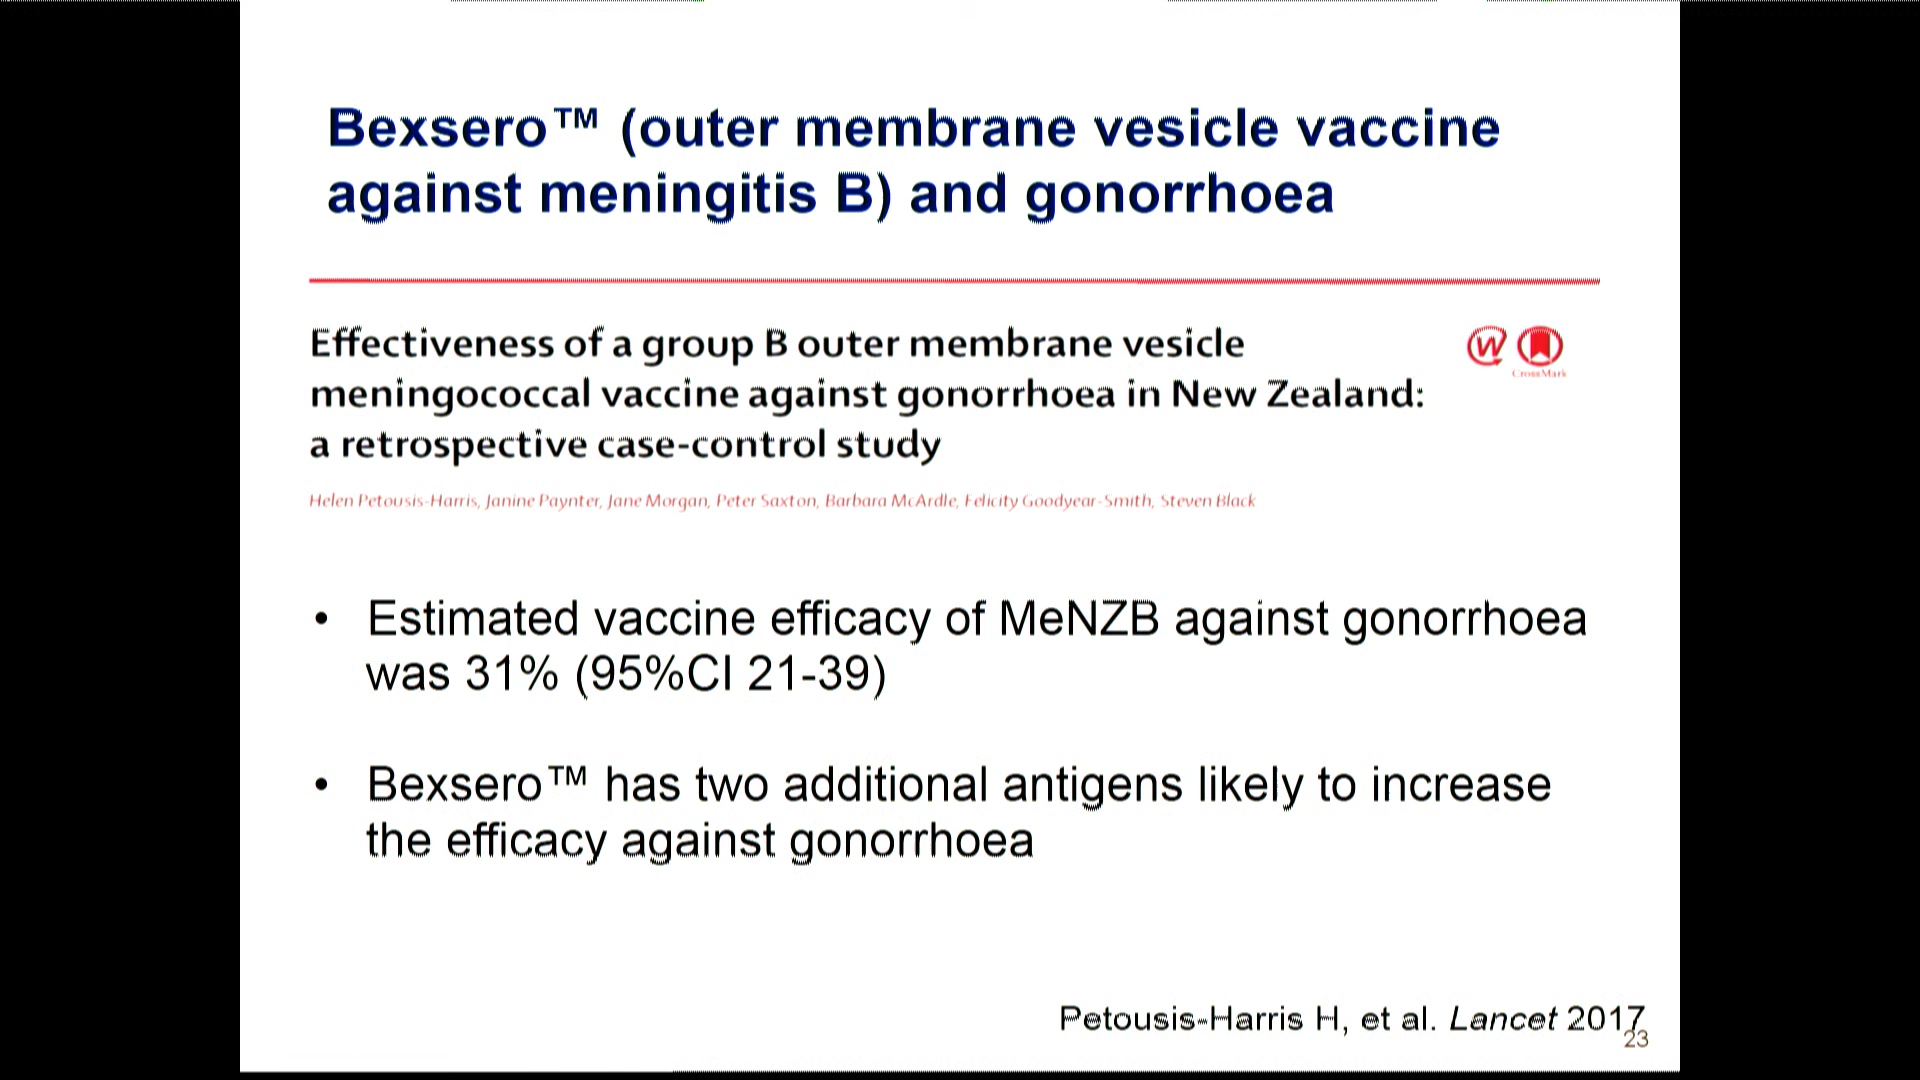 Bexsero™ (outer membrane vesicle vaccine
against meningitis B) and gonorrhoea
Effectiveness of a group B outer membrane vesicle
meningococcal vaccine against gonorrhoea in New Zealand:
a retrospective case-control study
W
CrossMark
Helen Petousis-Harris, Janine Paynter, Jane Morgan, Peter Saxton, Barbara McArdle, Felicity Goodyear-Smith, Steven Black
• Estimated vaccine efficacy of MeNZB against gonorrhoea
was 31% (95%CI 21-39)
• Bexsero™ has two additional antigens likely to increase
the efficacy against gonorrhoea
Petousis-Harris H, et al. Lancet 2017
23